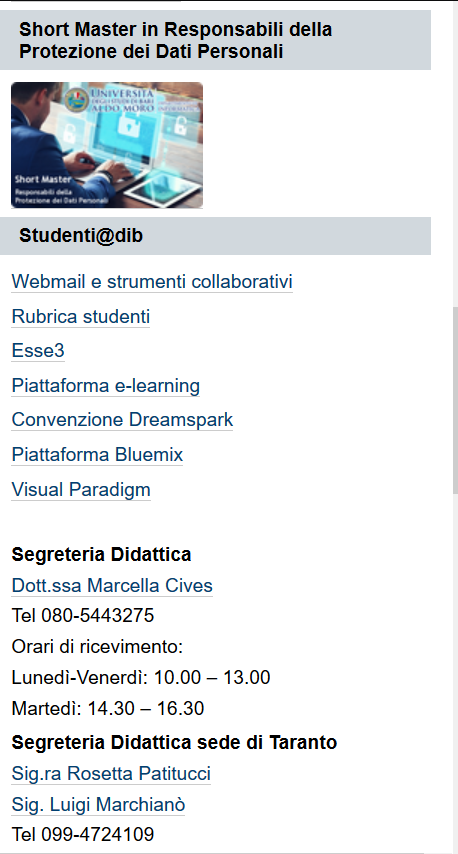 Short Master in Responsabili della
Protezione dei Dati Personali
UNIVERSITÀ
DEGLI STUDI DI BARI
ALDO MORO
Short Master
Responsabili della
Protezione dei Dati Personali
Studenti@dib
Webmail e strumenti collaborativi
Rubrica studenti
Esse3
Piattaforma e-learning
Convenzione Dreamspark
Piattaforma Bluemix
Visual Paradigm
Segreteria Didattica
Dott.ssa Marcella Cives
Tel 080-5443275
Orari di ricevimento:
Lunedì-Venerdì: 10.00 – 13.00
Martedì: 14.30 – 16.30
Segreteria Didattica sede di Taranto
Sig.ra Rosetta Patitucci
Sig. Luigi Marchianò
Tel 099-4724109